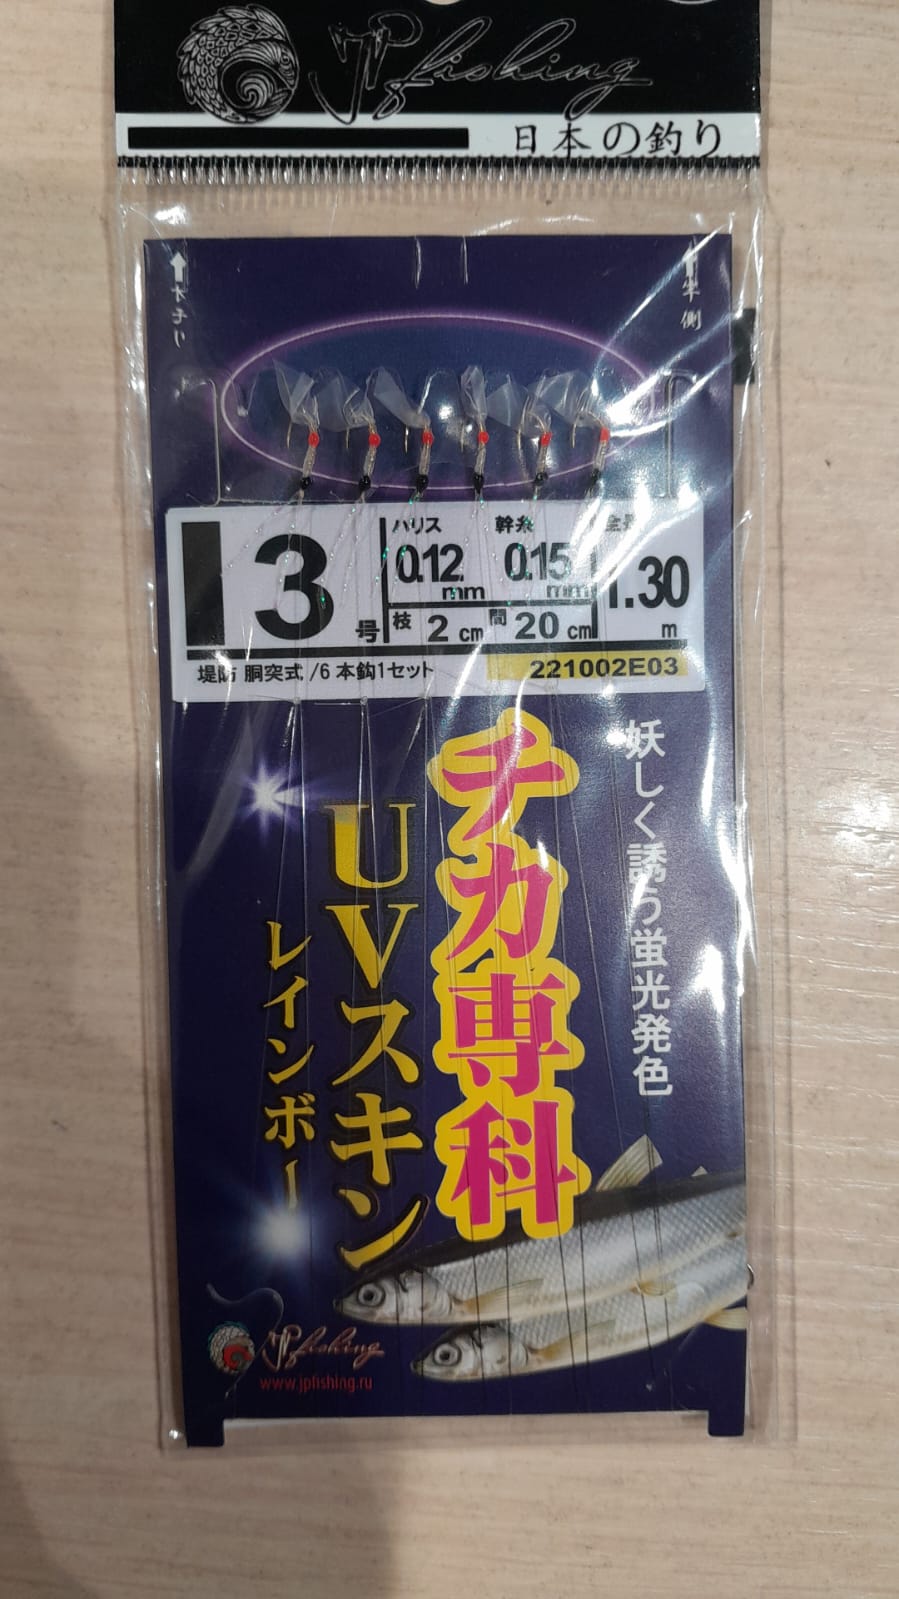 JPfishing
日本の釣り
竿側
3号
ハリス
0.12
mm
幹糸
0.15
mm
1.30
m
枝 2 cm
間 20 cm
堤防 胴突式/6本鈎1セット
221002E03
妖しく誘う蛍光発色
チカ専科
UVスキン
レインボー
JPfishing
www.jpfishing.ru